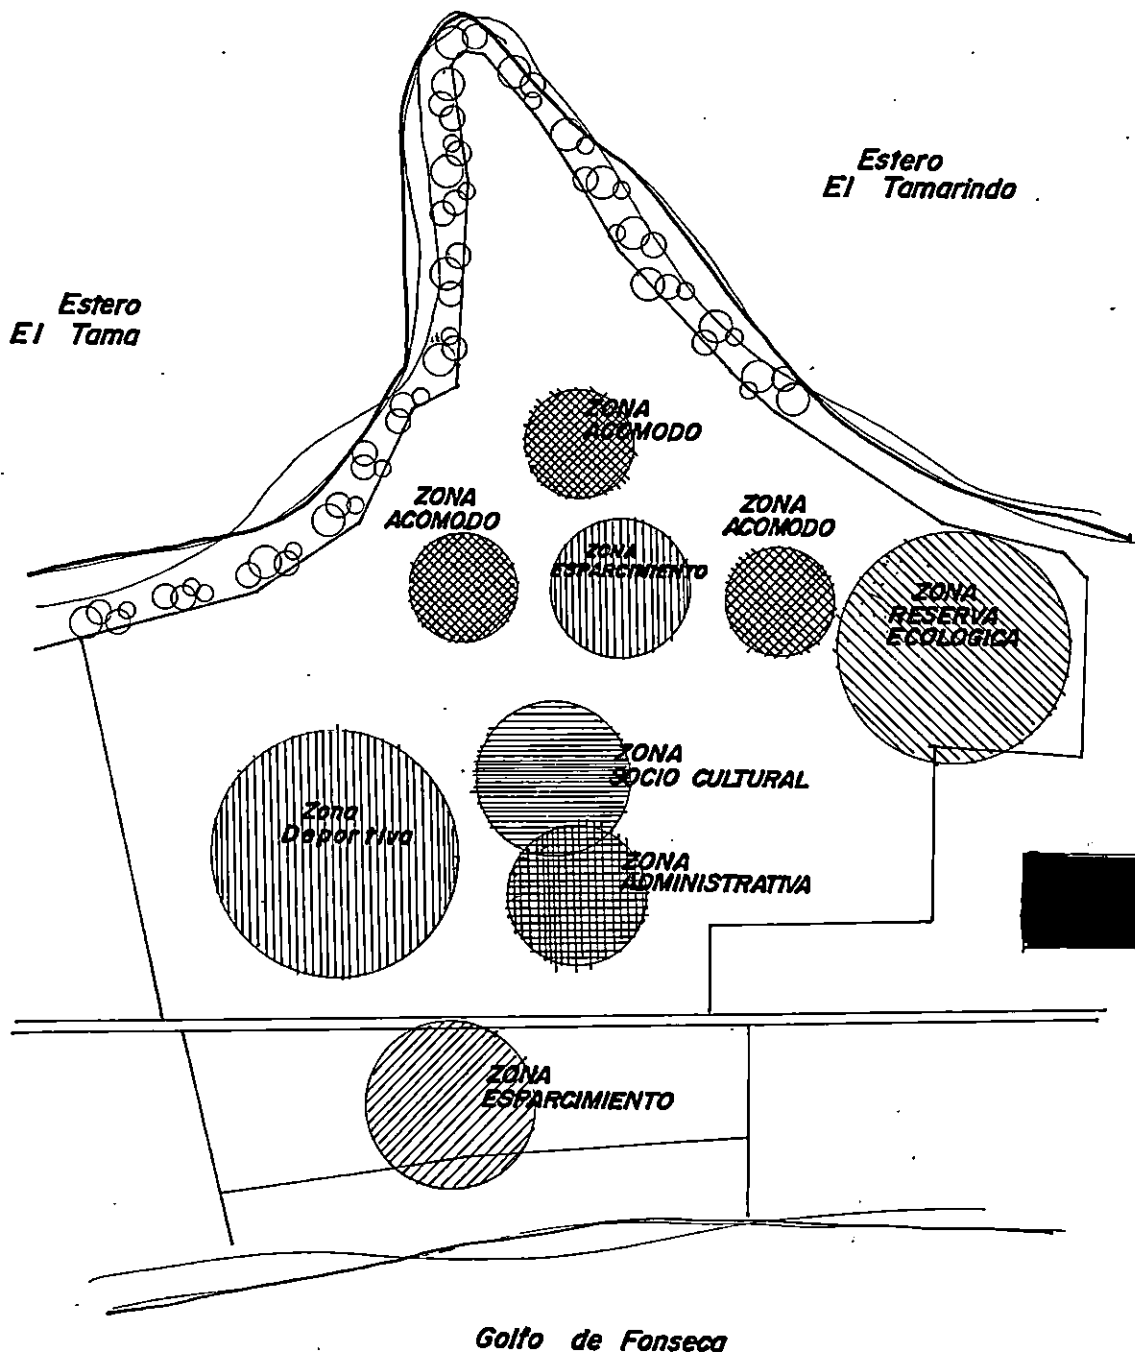 Estero
El Tamarindo
Estero
El Tama
ZONA
ACOMODO
ZONA
ACOMODO
ZONA
ACOMODO
ZONA
ESPARCIMIENTO
ZONA
RESERVA
ECOLOGICA
ZONA
SOCIO CULTURAL
Zona
Deportiva
ZONA
ADMINISTRATIVA
ZONA
ESPARCIMIENTO
Golfo de Fonseca